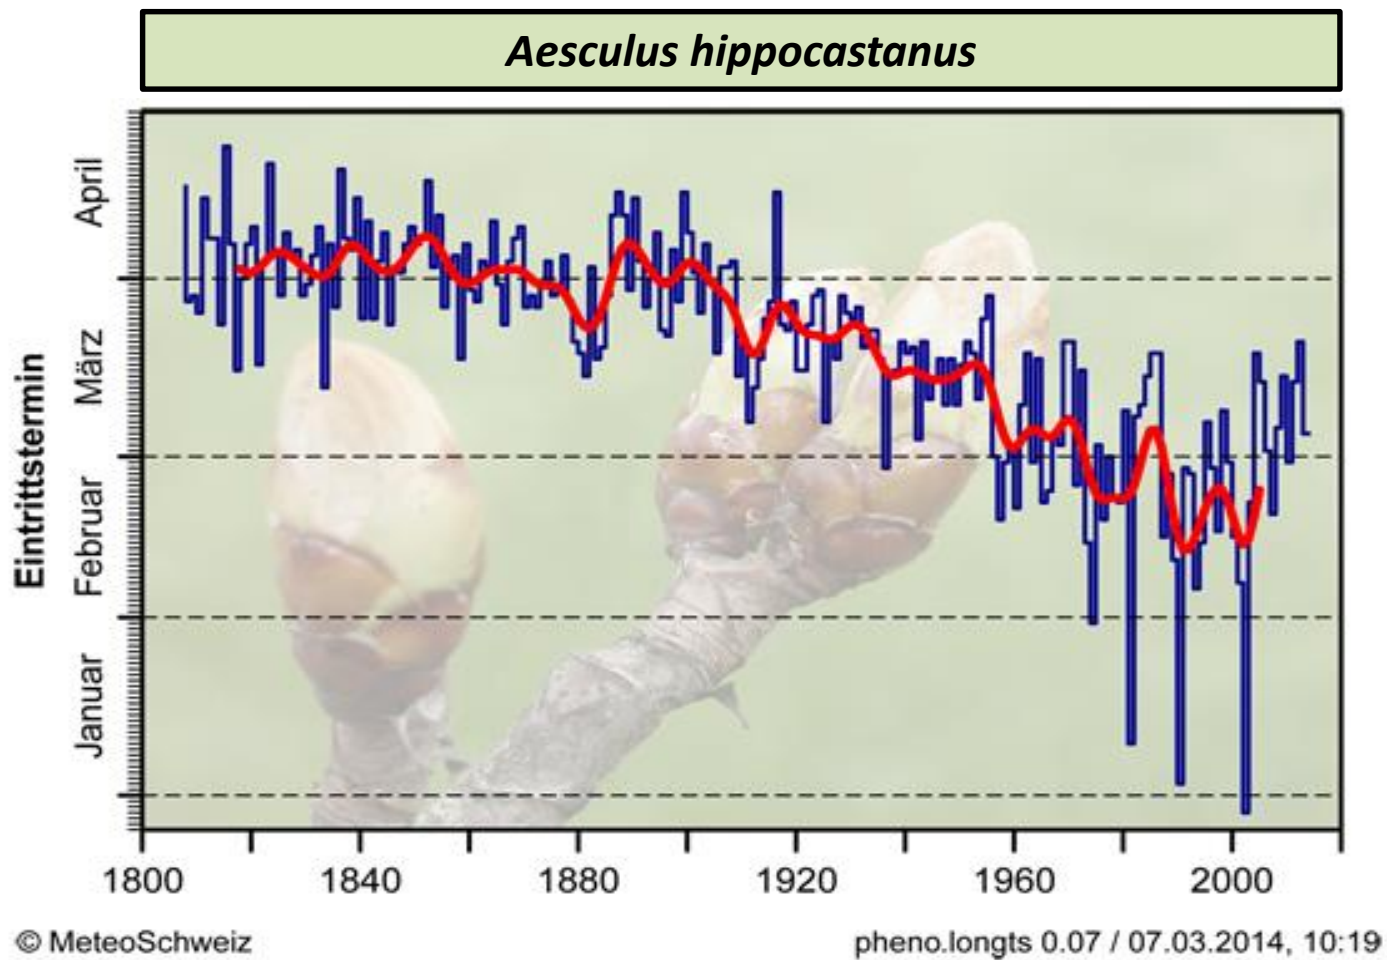 Aesculus hippocastanus
Eintrittstermin
April
März
Februar
Januar
1800 1840 1880 1920 1960 2000
© MeteoSchweiz
pheno.longts 0.07 / 07.03.2014, 10:19